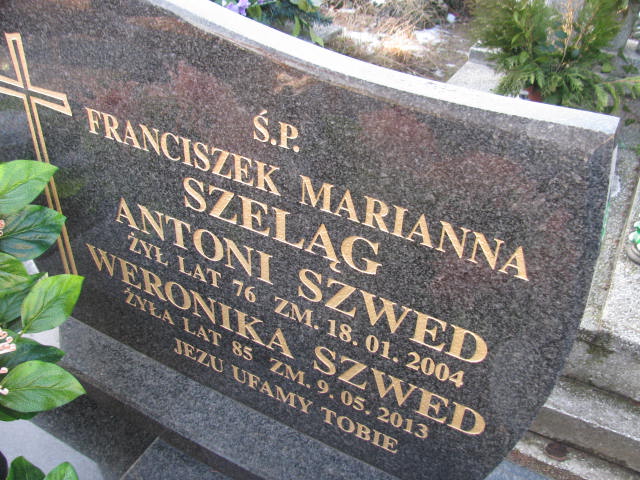 Ś.P.
FRANCISZEK MARIANNA
SZELĄG
ANTONI SZWED
ŻYŁ LAT 76 ZM. 18.01.2004
WERONIKA SZWED
ŻYŁA LAT 85 ZM. 9.05.2013
JEZU UFAMY TOBIE